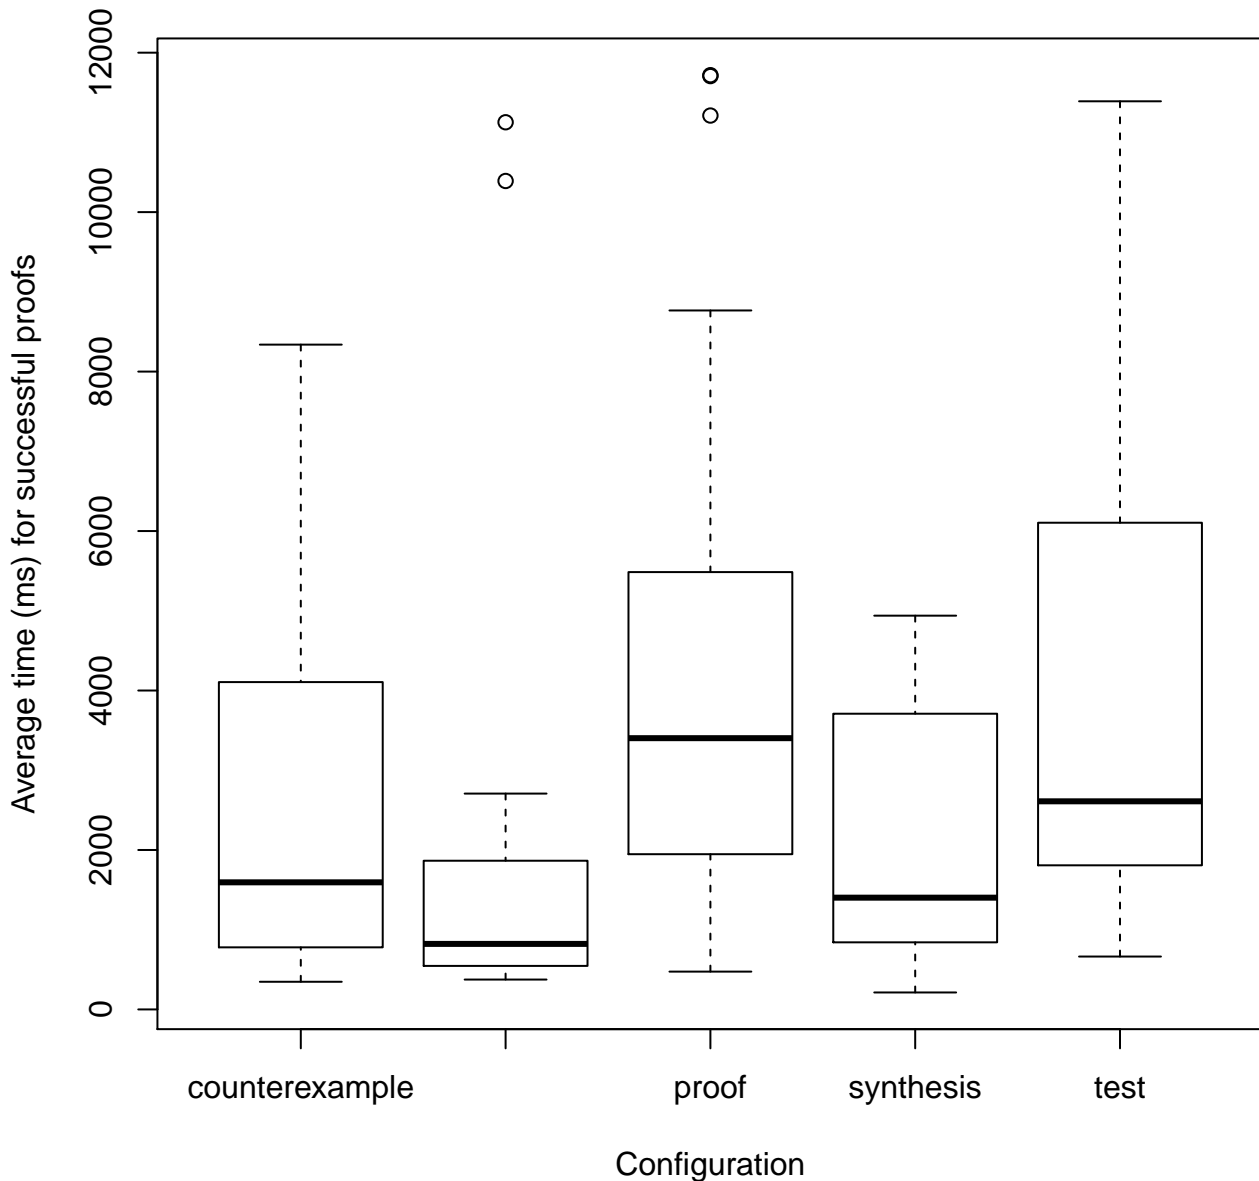 Average time (ms) for successful proofs
12000
10000
8000
6000
4000
2000
0
counterexample proof synthesis test
Configuration